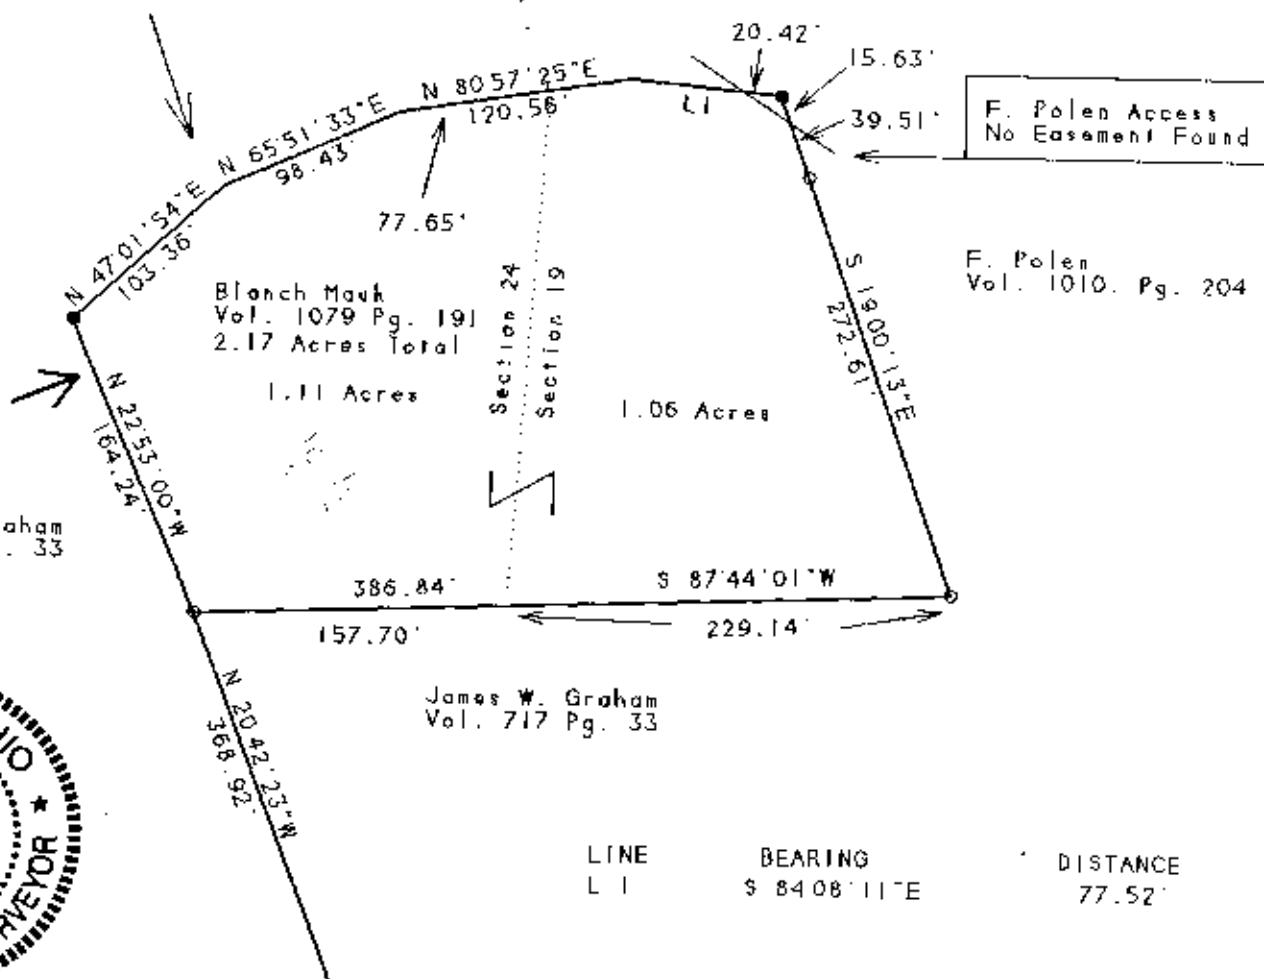 20.42'
15.63'
N 80 57'25"E
120.56'
L1
39.51'
F. Polen Access
No Easement Found
N 65'51'33"E
98.43'
77.65'
N 47'01'54"E
103.36'
F. Polen
Vol. 1010. Pg. 204
S 19 00'13"E
272.61'
Blanch Mauk
Vol. 1079 Pg. 191
2.17 Acres Total
1.11 Acres
Section 24
Section 19
1.06 Acres
N 22'53'00"W
164.24'
aham
. 33
386.84'
S 87'44'01"W
157.70'
229.14'
James W. Graham
Vol. 717 Pg. 33
N 20 42'23"W
368.92'
HIO
★
RVEYOR
LINE BEARING DISTANCE
L 1 S 84 08'11"E 77.52'